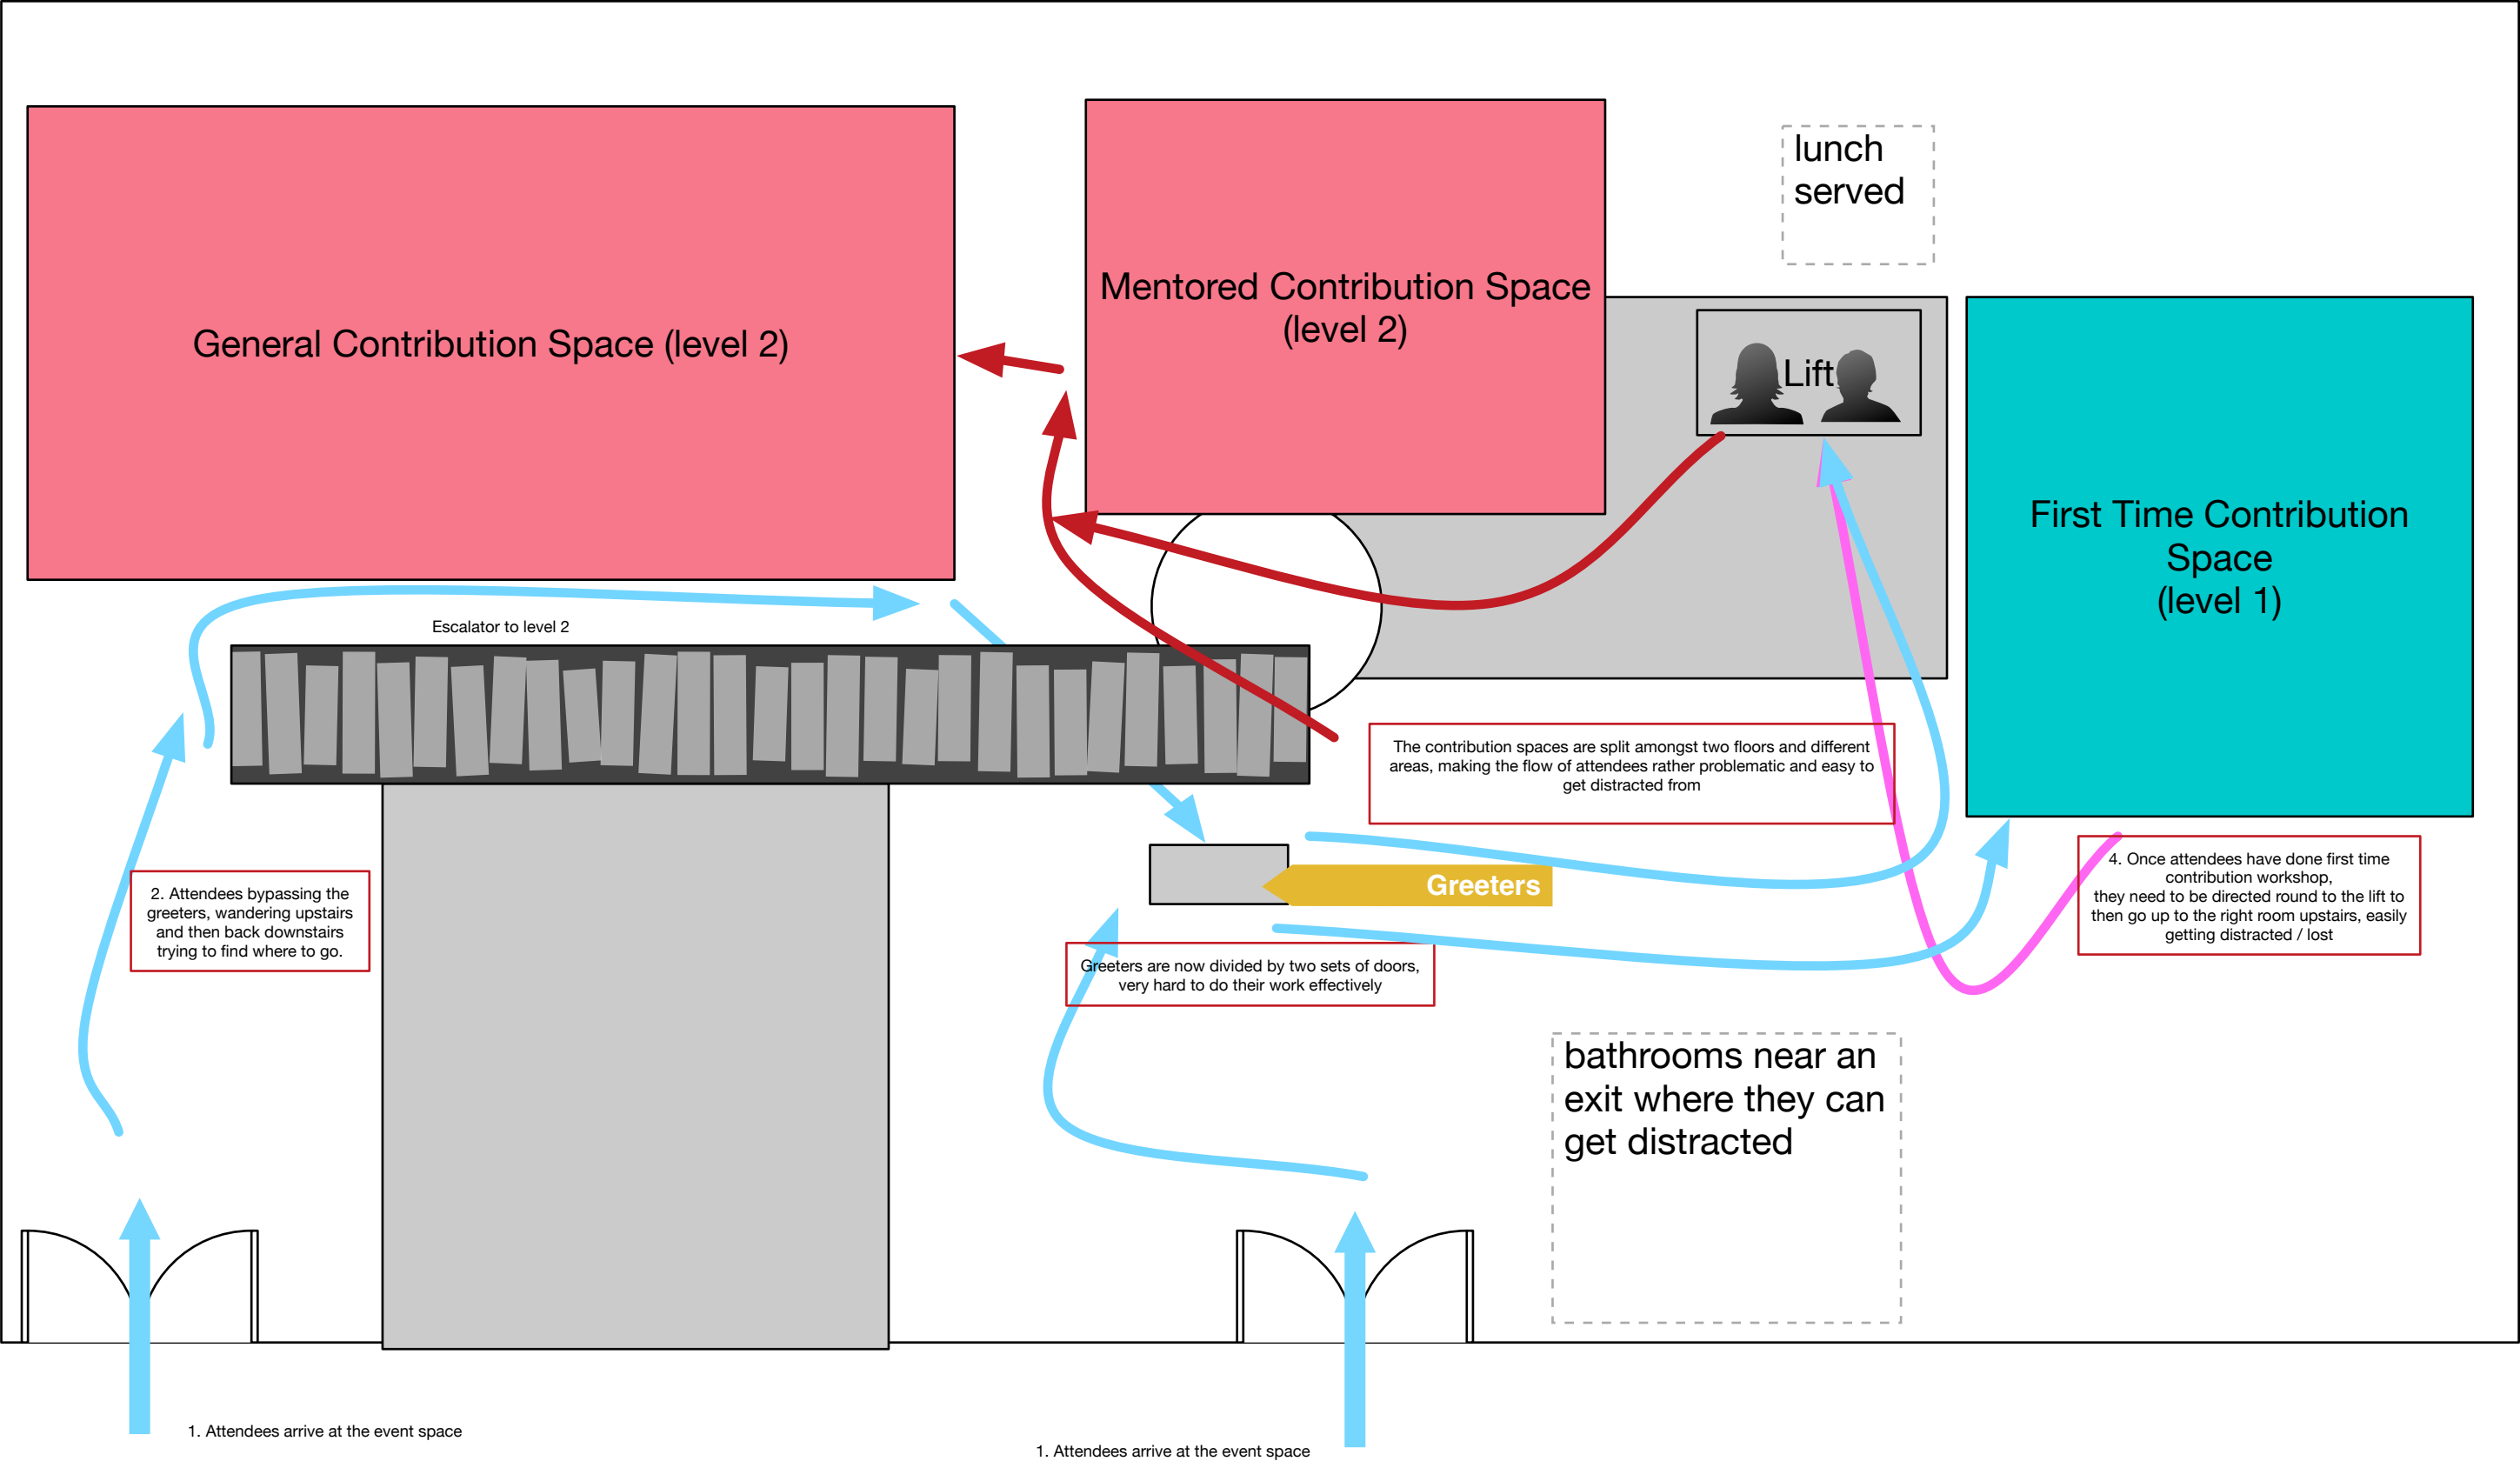 lunch
served
General Contribution Space (level 2)
Mentored Contribution Space
(level 2)
Lift
First Time Contribution
Space
(level 1)
Escalator to level 2
The contribution spaces are split amongst two floors and different
areas, making the flow of attendees rather problematic and easy to
get distracted from
2. Attendees bypassing the
greeters, wandering upstairs
and then back downstairs
trying to find where to go.
Greeters
4. Once attendees have done first time
contribution workshop,
they need to be directed round to the lift to
then go up to the right room upstairs, easily
getting distracted / lost
Greeters are now divided by two sets of doors,
very hard to do their work effectively
bathrooms near an
exit where they can
get distracted
1. Attendees arrive at the event space
1. Attendees arrive at the event space